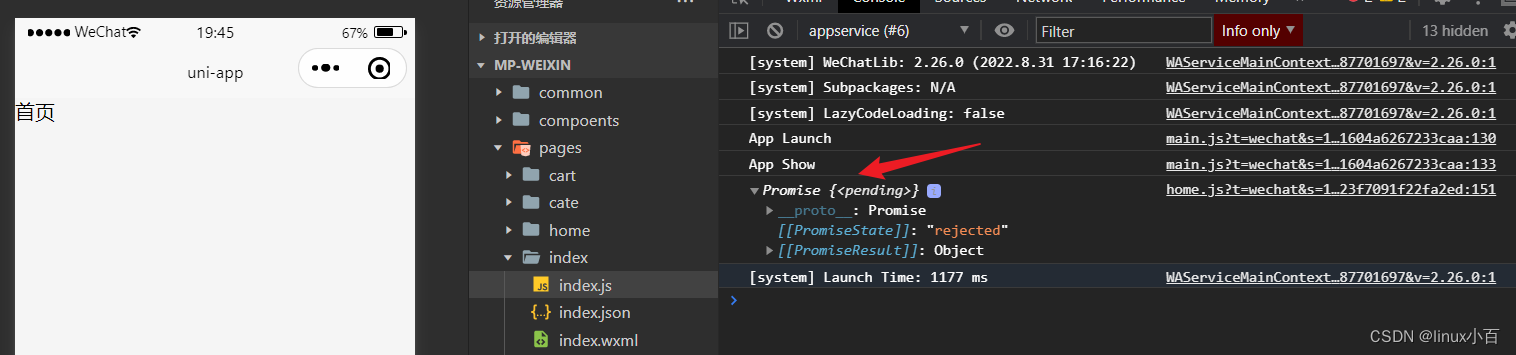 WeChat
19:45
67%
uni-app
首页
资源管理器
打开的编辑器
MP-WEIXIN
common
compoents
pages
cart
cate
home
index
JS index.js
{..} index.json
index.wxml
appservice (#6)
Filter
Info only
13 hidden
[system] WeChatLib: 2.26.0 (2022.8.31 17:16:22) WAServiceMainContext…87701697&v=2.26.0:1
[system] Subpackages: N/A WAServiceMainContext…87701697&v=2.26.0:1
[system] LazyCodeLoading: false WAServiceMainContext…87701697&v=2.26.0:1
App Launch main.js?t=wechat&s=1…1604a6267233caa:130
App Show main.js?t=wechat&s=1…1604a6267233caa:133
Promise {<pending>} i home.js?t=wechat&s=1…23f7091f22fa2ed:151
__proto__: Promise
[[PromiseState]]: "rejected"
[[PromiseResult]]: Object
[system] Launch Time: 1177 ms WAServiceMainContext…87701697&v=2.26.0:1
CSDN @linux小百